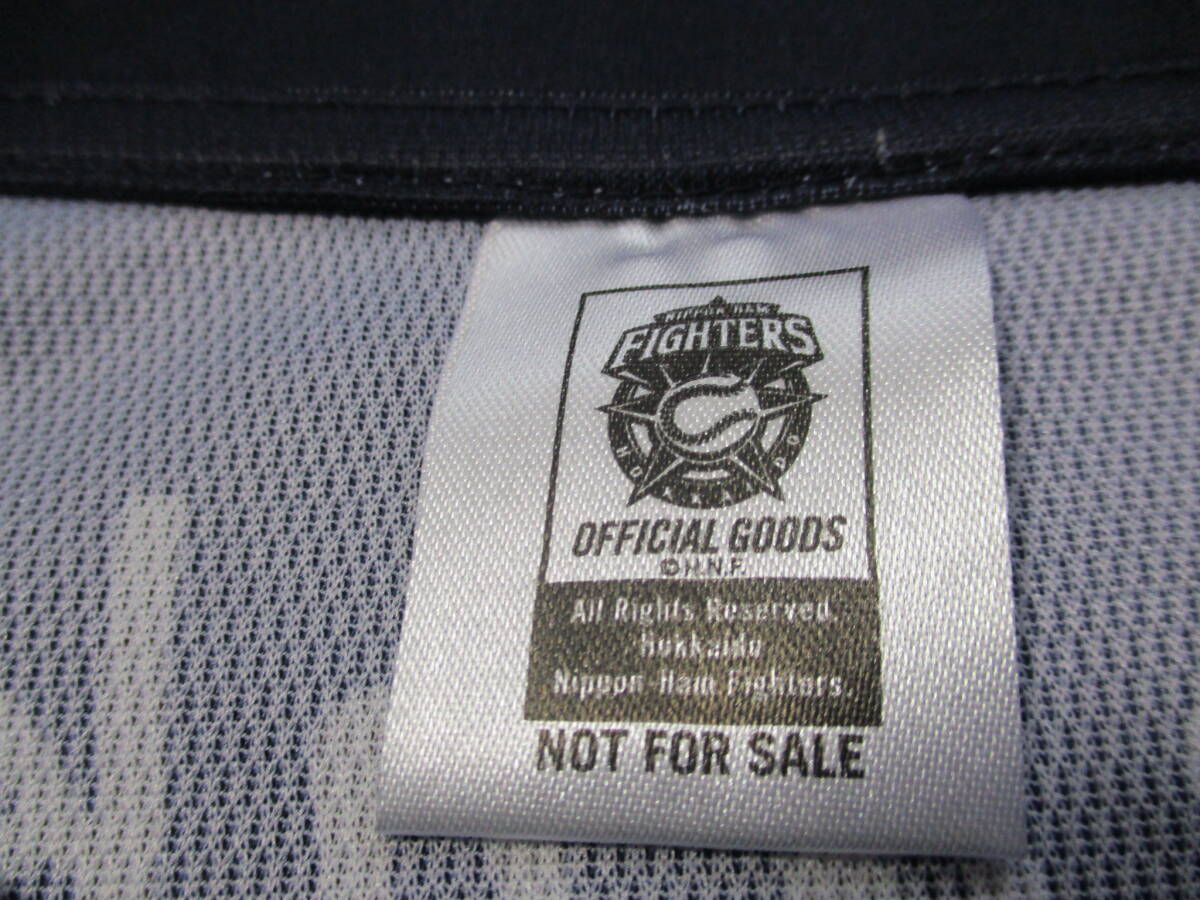 NIPPON HAM
FIGHTERS
HOKKAIDO
OFFICIAL GOODS
©H.N.F.
All Rights Reserved.
Hokkaido
Nippon-Ham Fighters.
NOT FOR SALE